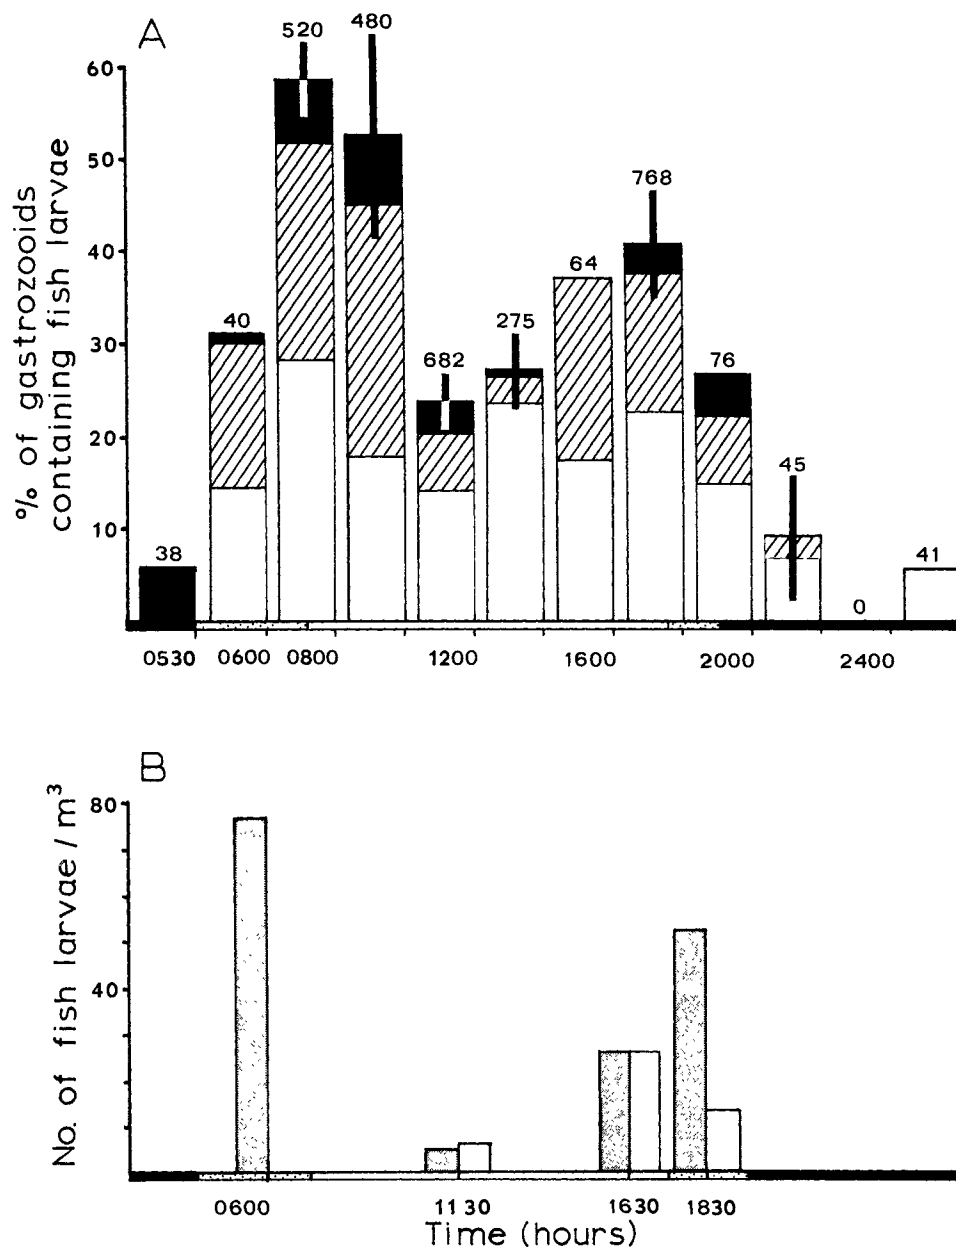 A
520
480
60
50
768
40
64
40
275
30
682
76
20
45
10
38
41
0
% of gastrozooids
containing fish larvae
0530 0600 0800 1200 1600 2000 2400
B
80
40
No. of fish larvae/m³
0600 1130 1630 1830
Time (hours)